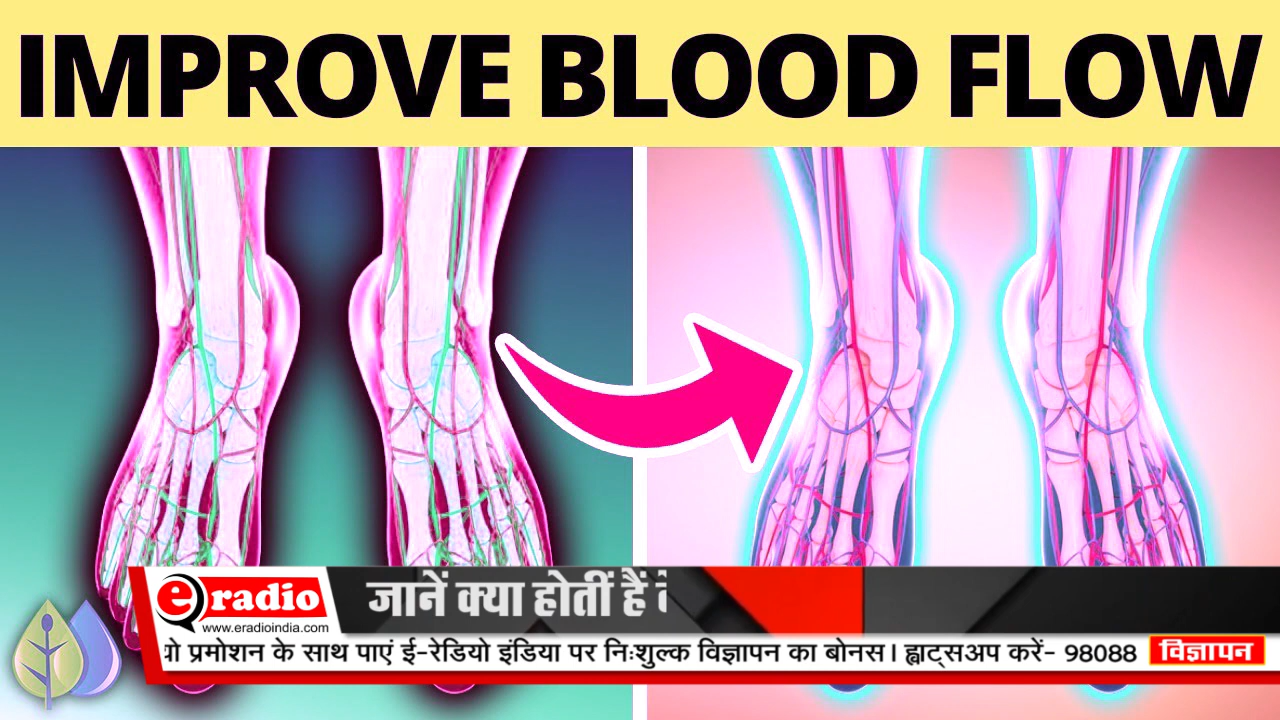 IMPROVE BLOOD FLOW
eradio
www.eradioindia.com
जानें क्या होतीं हैं
प्रमोशन के साथ पाएं ई-रेडियो इंडिया पर निःशुल्क विज्ञापन का बोनस। ह्वाट्सअप करें- 98088
विज्ञापन